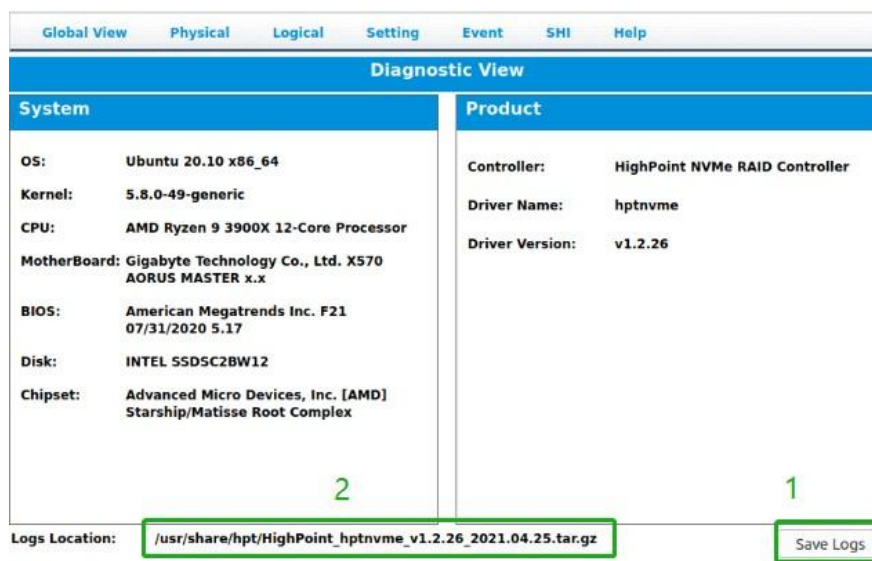 Global View Physical Logical Setting Event SHI Help
Diagnostic View
System
OS: Ubuntu 20.10 x86_64
Kernel: 5.8.0-49-generic
CPU: AMD Ryzen 9 3900X 12-Core Processor
MotherBoard: Gigabyte Technology Co., Ltd. X570
AORUS MASTER x.x
BIOS: American Megatrends Inc. F21
07/31/2020 5.17
Disk: INTEL SSDSC2BW12
Chipset: Advanced Micro Devices, Inc. [AMD]
Starship/Matisse Root Complex
Product
Controller: HighPoint NVMe RAID Controller
Driver Name: hptnvme
Driver Version: v1.2.26
2
1
Logs Location: /usr/share/hpt/HighPoint_hptnvme_v1.2.26_2021.04.25.tar.gz
Save Logs